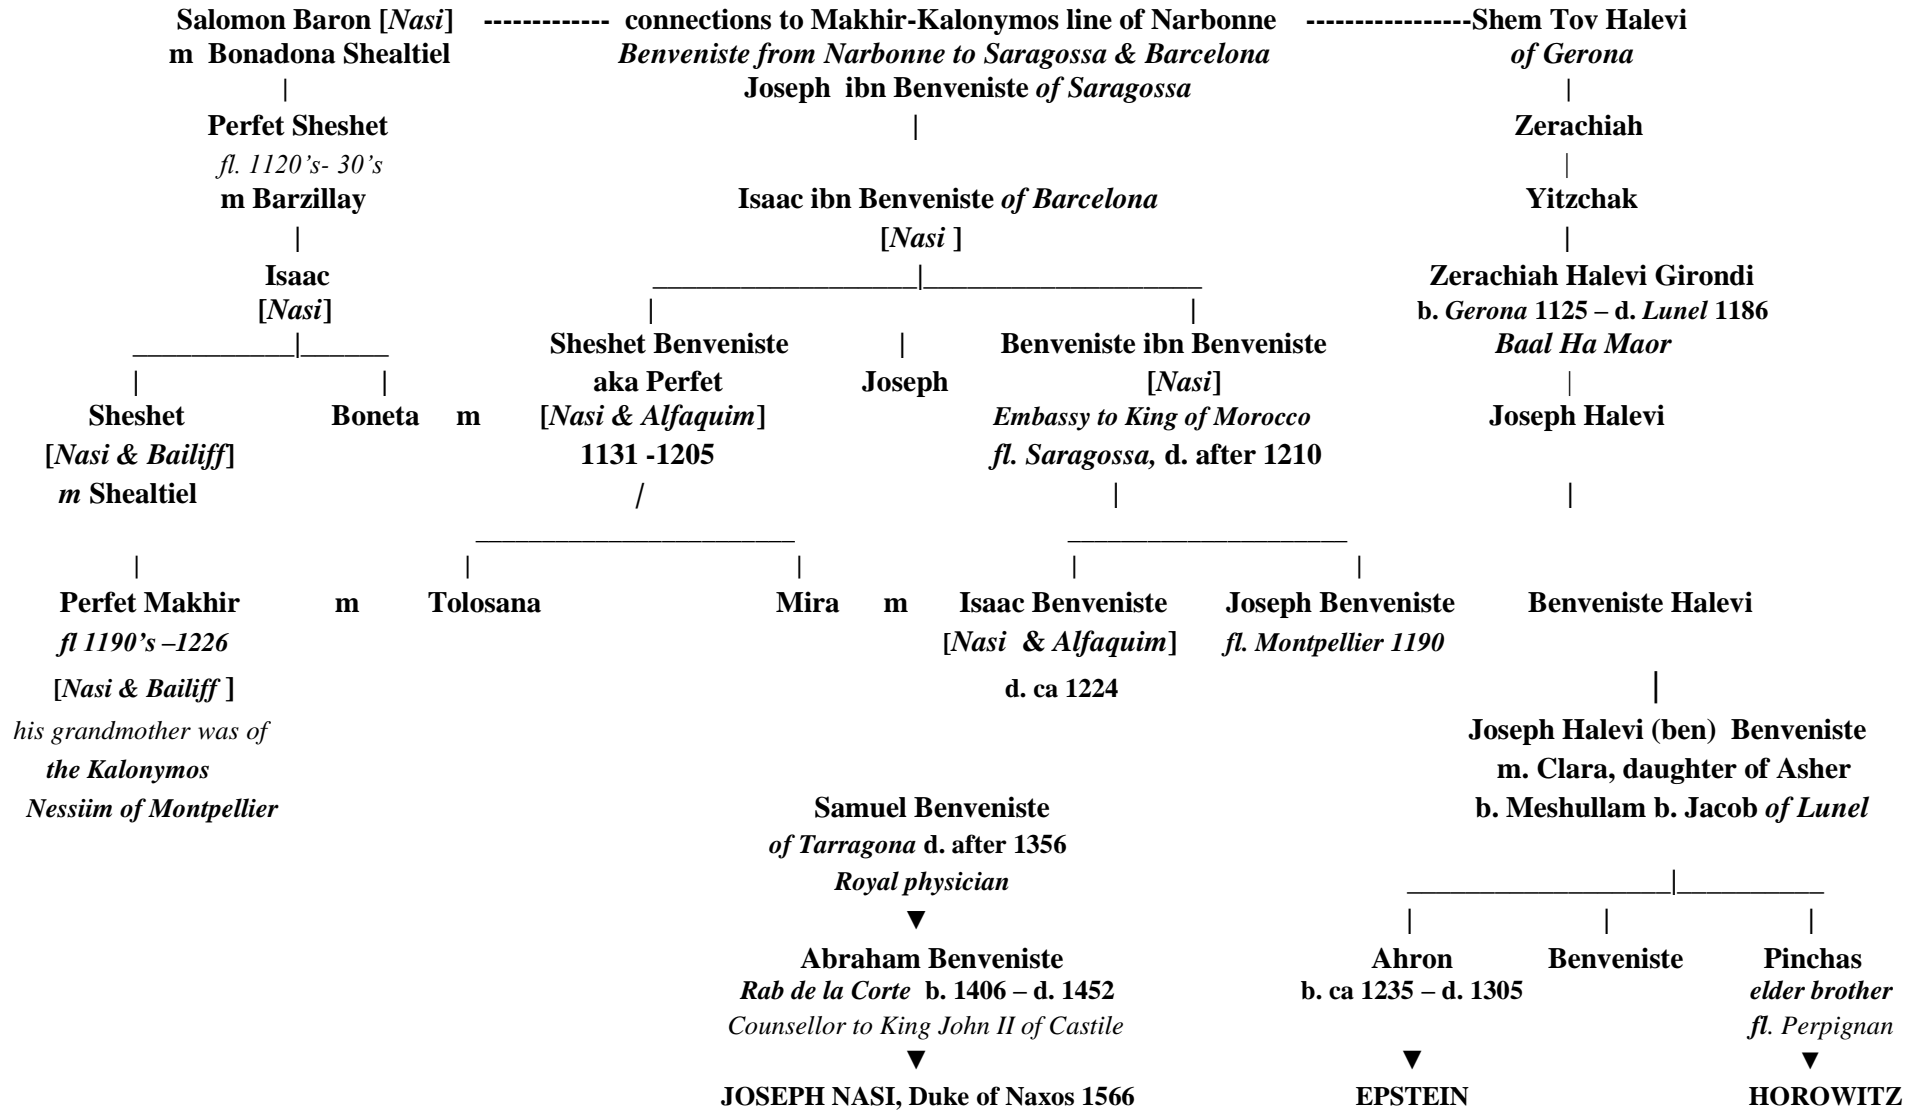 Salomon Baron [Nasi] ------------- connections to Makhir-Kalonymos line of Narbonne -----------------Shem Tov Halevi
m Bonadona Shealtiel Benveniste from Narbonne to Saragossa & Barcelona of Gerona
| Joseph ibn Benveniste of Saragossa |
Perfet Sheshet | Zerachiah
fl. 1120’s- 30’s |
m Barzillay Isaac ibn Benveniste of Barcelona Yitzchak
| [Nasi ] |
Isaac __________________|___________________ Zerachiah Halevi Girondi
[Nasi] | | b. Gerona 1125 – d. Lunel 1186
___________|______ Sheshet Benveniste | Benveniste ibn Benveniste Baal Ha Maor
| | aka Perfet Joseph [Nasi] |
Sheshet Boneta m [Nasi & Alfaquim] Embassy to King of Morocco Joseph Halevi
[Nasi & Bailiff] 1131 -1205 fl. Saragossa, d. after 1210
m Shealtiel / | |
______________________ ___________________
| | | | |
Perfet Makhir m Tolosana Mira m Isaac Benveniste Joseph Benveniste Benveniste Halevi
fl 1190’s –1226 [Nasi & Alfaquim] fl. Montpellier 1190
[Nasi & Bailiff ] d. ca 1224 |
his grandmother was of Joseph Halevi (ben) Benveniste
the Kalonymos m. Clara, daughter of Asher
Nessiim of Montpellier Samuel Benveniste b. Meshullam b. Jacob of Lunel
of Tarragona d. after 1356
Royal physician __________________|__________
▼ | | |
Abraham Benveniste Ahron Benveniste Pinchas
Rab de la Corte b. 1406 – d. 1452 b. ca 1235 – d. 1305 elder brother
Counsellor to King John II of Castile fl. Perpignan
▼ ▼ ▼
JOSEPH NASI, Duke of Naxos 1566 EPSTEIN HOROWITZ